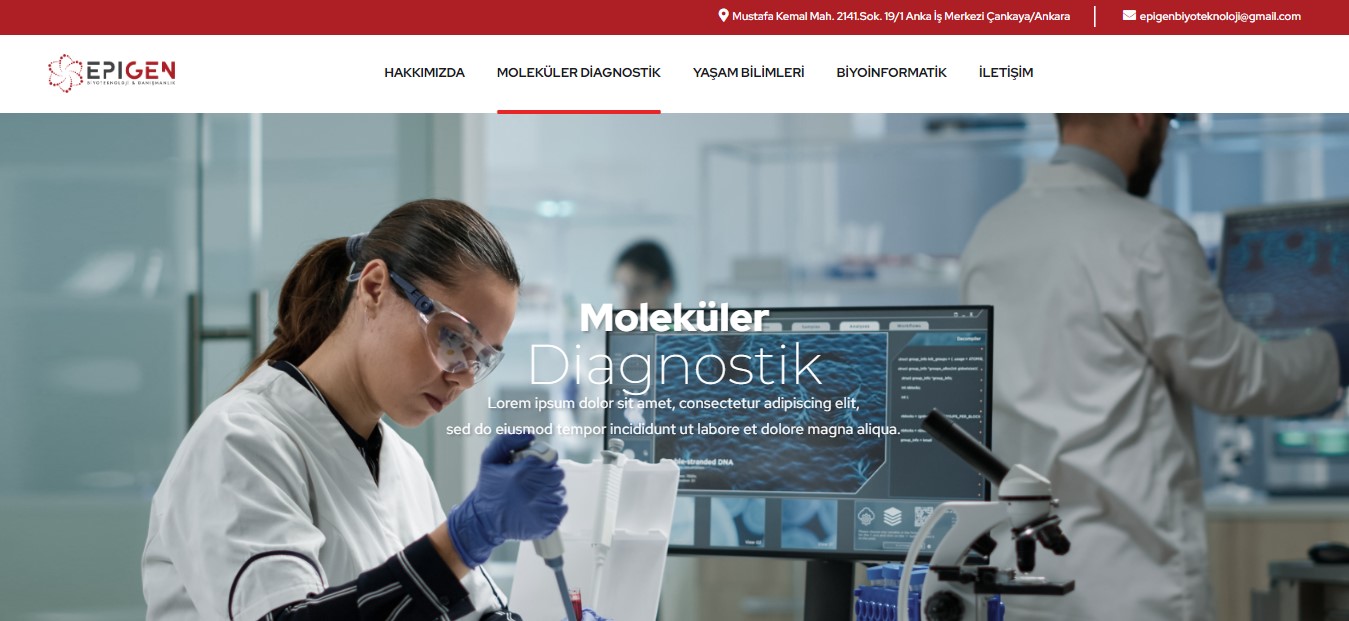 Mustafa Kemal Mah. 2141.Sok. 19/1 Anka İş Merkezi Çankaya/Ankara
epigenbiyoteknoloji@gmail.com
EPIGEN
BİYOTEKNOLOJİ & DANIŞMANLIK
HAKKIMIZDA
MOLEKÜLER DİAGNOSTİK
YAŞAM BİLİMLERİ
BİYOİNFORMATİK
İLETİŞİM
Moleküler
Diagnostik
Lorem ipsum dolor sit amet, consectetur adipiscing elit,
sed do eiusmod tempor incididunt ut labore et dolore magna aliqua.